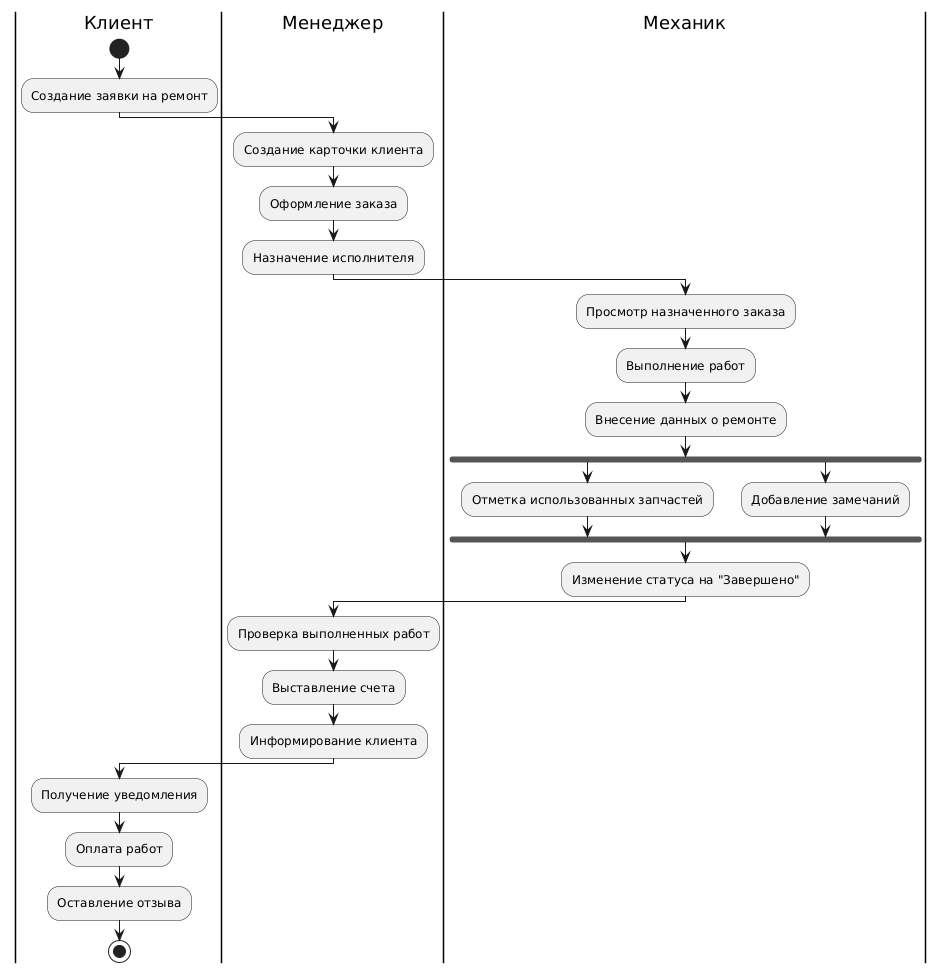 Клиент
Менеджер
Механик
Создание заявки на ремонт
Создание карточки клиента
Оформление заказа
Назначение исполнителя
Просмотр назначенного заказа
Выполнение работ
Внесение данных о ремонте
Отметка использованных запчастей
Добавление замечаний
Изменение статуса на "Завершено"
Проверка выполненных работ
Выставление счета
Информирование клиента
Получение уведомления
Оплата работ
Оставление отзыва